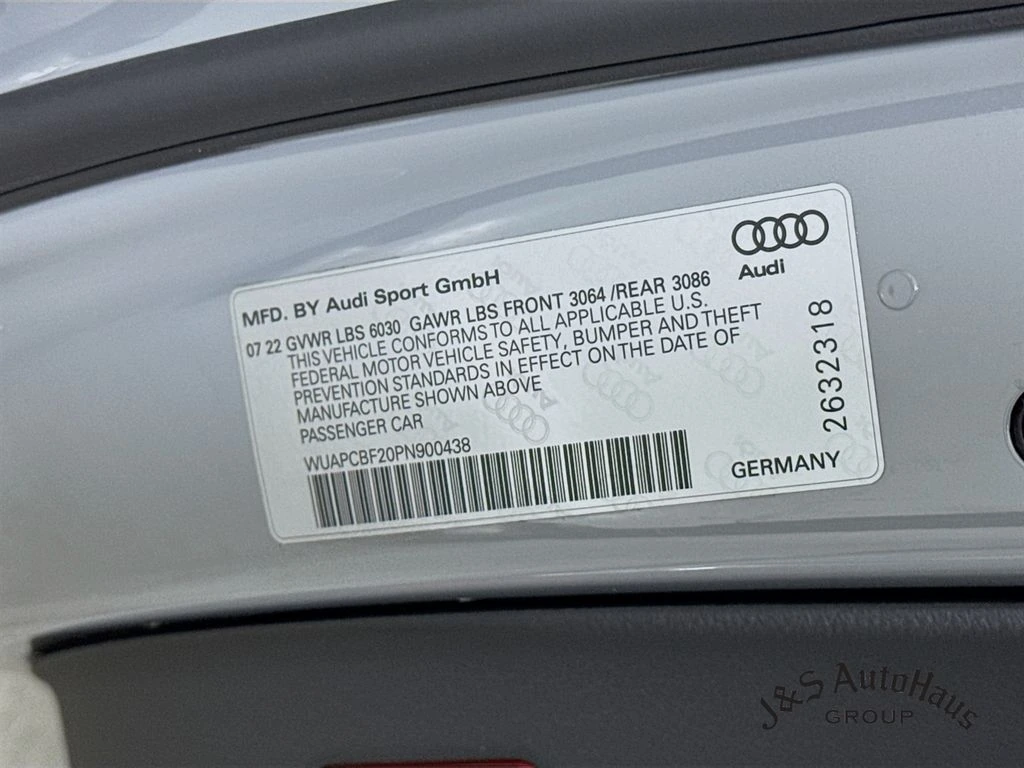 Audi
MFD. BY Audi Sport GmbH
07 22 GVWR LBS 6030 GAWR LBS FRONT 3064 /REAR 3086
THIS VEHICLE CONFORMS TO ALL APPLICABLE U.S.
FEDERAL MOTOR VEHICLE SAFETY, BUMPER AND THEFT
PREVENTION STANDARDS IN EFFECT ON THE DATE OF
MANUFACTURE SHOWN ABOVE
PASSENGER CAR
WUAPCBF20PN900438
GERMANY
2632318
J&S AutoHaus
GROUP